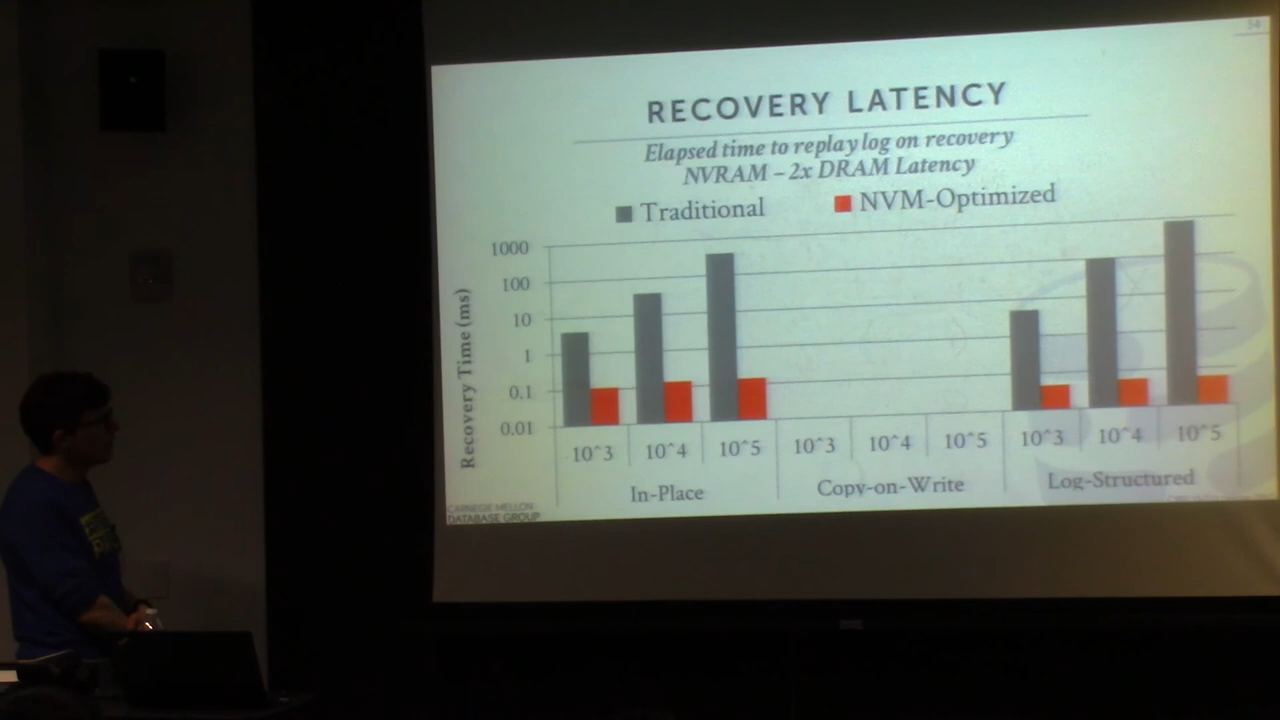 34
RECOVERY LATENCY
Elapsed time to replay log on recovery
NVRAM – 2x DRAM Latency
Traditional
NVM-Optimized
Recovery Time (ms)
1000
100
10
1
0.1
0.01
10^3
10^4
10^5
10^3
10^4
10^5
10^3
10^4
10^5
In-Place
Copy-on-Write
Log-Structured
CARNEGIE MELLON
DATABASE GROUP